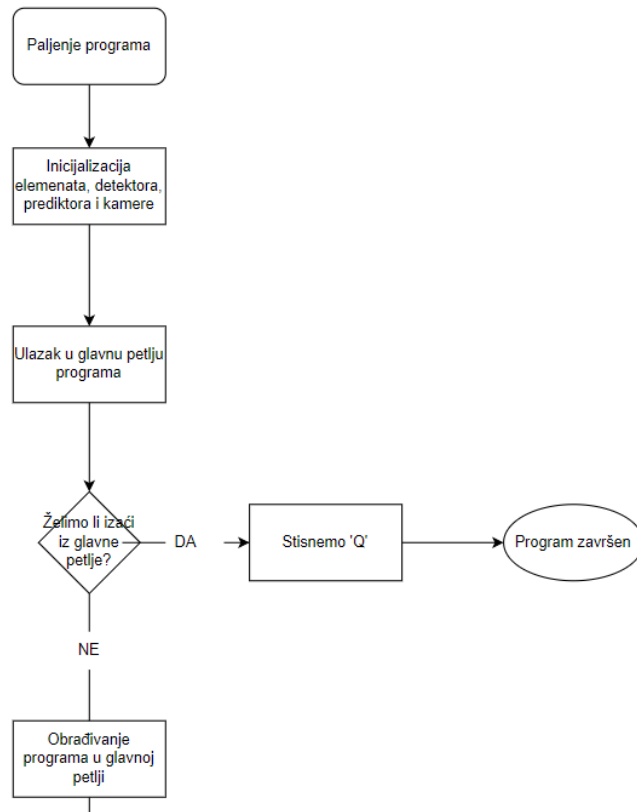 Paljenje programa
Inicijalizacija
elemenata, detektora,
prediktora i kamere
Ulazak u glavnu petlju
programa
Želimo li izaći
iz glavne
petlje?
DA
Stisnemo 'Q'
Program završen
NE
Obrađivanje
programa u glavnoj
petlji